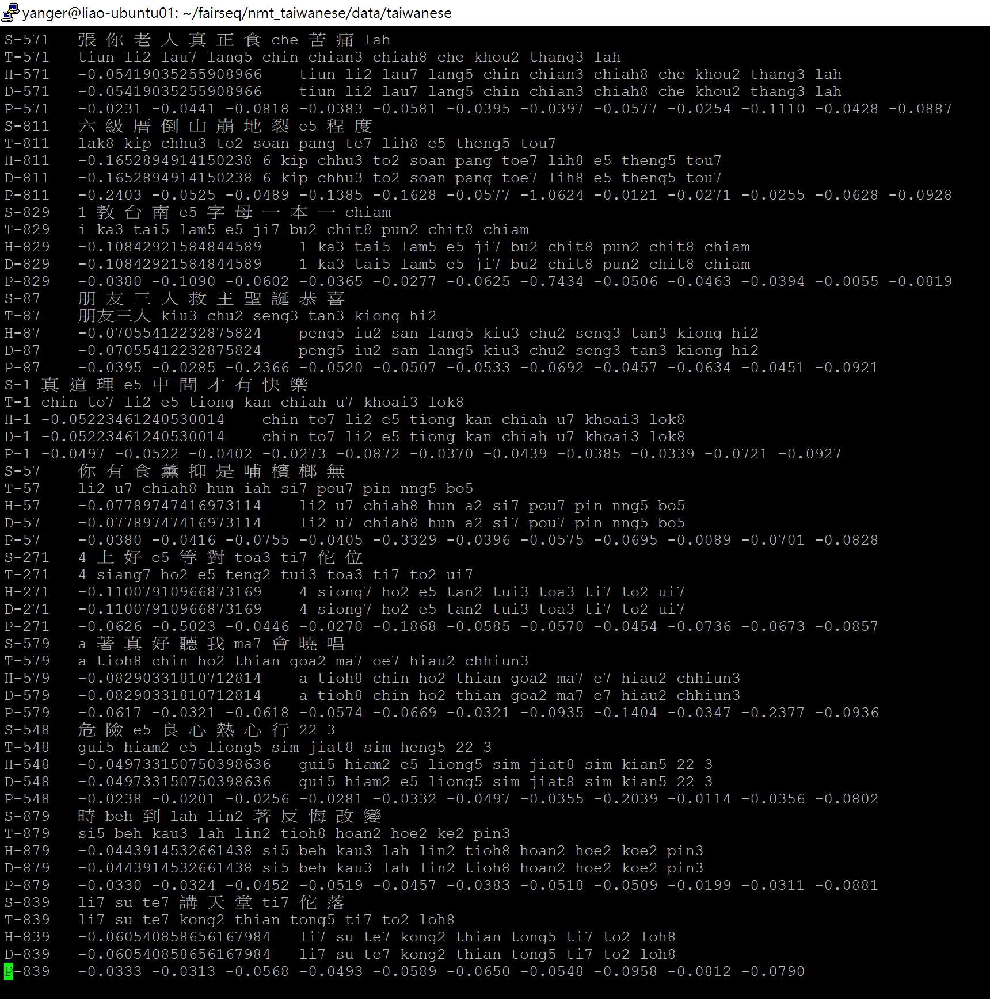 yanger@liao-ubuntu01: ~/fairseq/nmt_taiwanese/data/taiwanese
S-571 張 你 老 人 真 正 食 che 苦 痛 lah
T-571 tiun li2 lau7 lang5 chin chian3 chiah8 che khou2 thang3 lah
H-571 -0.05419035255908966 tiun li2 lau7 lang5 chin chian3 chiah8 che khou2 thang3 lah
D-571 -0.05419035255908966 tiun li2 lau7 lang5 chin chian3 chiah8 che khou2 thang3 lah
P-571 -0.0231 -0.0441 -0.0818 -0.0383 -0.0581 -0.0395 -0.0397 -0.0577 -0.0254 -0.1110 -0.0428 -0.0887
S-811 六 級 厝 倒 山 崩 地 裂 e5 程 度
T-811 lak8 kip chhu3 to2 soan pang te7 lih8 e5 theng5 tou7
H-811 -0.1652894914150238 6 kip chhu3 to2 soan pang toe7 lih8 e5 theng5 tou7
D-811 -0.1652894914150238 6 kip chhu3 to2 soan pang toe7 lih8 e5 theng5 tou7
P-811 -0.2403 -0.0525 -0.0489 -0.1385 -0.1628 -0.0577 -1.0624 -0.0121 -0.0271 -0.0255 -0.0628 -0.0928
S-829 1 教 台 南 e5 字 母 一 本 一 chiam
T-829 i ka3 tai5 lam5 e5 ji7 bu2 chit8 pun2 chit8 chiam
H-829 -0.10842921584844589 1 ka3 tai5 lam5 e5 ji7 bu2 chit8 pun2 chit8 chiam
D-829 -0.10842921584844589 1 ka3 tai5 lam5 e5 ji7 bu2 chit8 pun2 chit8 chiam
P-829 -0.0380 -0.1090 -0.0602 -0.0365 -0.0277 -0.0625 -0.7434 -0.0506 -0.0463 -0.0394 -0.0055 -0.0819
S-87 朋 友 三 人 救 主 聖 誕 恭 喜
T-87 朋友三人 kiu3 chu2 seng3 tan3 kiong hi2
H-87 -0.07055412232875824 peng5 iu2 san lang5 kiu3 chu2 seng3 tan3 kiong hi2
D-87 -0.07055412232875824 peng5 iu2 san lang5 kiu3 chu2 seng3 tan3 kiong hi2
P-87 -0.0395 -0.0285 -0.2366 -0.0520 -0.0507 -0.0533 -0.0692 -0.0457 -0.0634 -0.0451 -0.0921
S-1 真 道 理 e5 中 間 才 有 快 樂
T-1 chin to7 li2 e5 tiong kan chiah u7 khoai3 lok8
H-1 -0.05223461240530014 chin to7 li2 e5 tiong kan chiah u7 khoai3 lok8
D-1 -0.05223461240530014 chin to7 li2 e5 tiong kan chiah u7 khoai3 lok8
P-1 -0.0497 -0.0522 -0.0402 -0.0273 -0.0872 -0.0370 -0.0439 -0.0385 -0.0339 -0.0721 -0.0927
S-57 你 有 食 薰 抑 是 哺 檳 榔 無
T-57 li2 u7 chiah8 hun iah si7 pou7 pin nng5 bo5
H-57 -0.07789747416973114 li2 u7 chiah8 hun a2 si7 pou7 pin nng5 bo5
D-57 -0.07789747416973114 li2 u7 chiah8 hun a2 si7 pou7 pin nng5 bo5
P-57 -0.0380 -0.0416 -0.0755 -0.0405 -0.3329 -0.0396 -0.0575 -0.0695 -0.0089 -0.0701 -0.0828
S-271 4 上 好 e5 等 對 toa3 ti7 佗 位
T-271 4 siang7 ho2 e5 teng2 tui3 toa3 ti7 to2 ui7
H-271 -0.11007910966873169 4 siong7 ho2 e5 tan2 tui3 toa3 ti7 to2 ui7
D-271 -0.11007910966873169 4 siong7 ho2 e5 tan2 tui3 toa3 ti7 to2 ui7
P-271 -0.0626 -0.5023 -0.0446 -0.0270 -0.1868 -0.0585 -0.0570 -0.0454 -0.0736 -0.0673 -0.0857
S-579 a 著 真 好 聽 我 ma7 會 曉 唱
T-579 a tioh8 chin ho2 thian goa2 ma7 oe7 hiau2 chhiun3
H-579 -0.08290331810712814 a tioh8 chin ho2 thian goa2 ma7 e7 hiau2 chhiun3
D-579 -0.08290331810712814 a tioh8 chin ho2 thian goa2 ma7 e7 hiau2 chhiun3
P-579 -0.0617 -0.0321 -0.0618 -0.0574 -0.0669 -0.0321 -0.0935 -0.1404 -0.0347 -0.2377 -0.0936
S-548 危 險 e5 良 心 熱 心 行 22 3
T-548 gui5 hiam2 e5 liong5 sim jiat8 sim heng5 22 3
H-548 -0.049733150750398636 gui5 hiam2 e5 liong5 sim jiat8 sim kian5 22 3
D-548 -0.049733150750398636 gui5 hiam2 e5 liong5 sim jiat8 sim kian5 22 3
P-548 -0.0238 -0.0201 -0.0256 -0.0281 -0.0332 -0.0497 -0.0355 -0.2039 -0.0114 -0.0356 -0.0802
S-879 時 beh 到 lah lin2 著 反 悔 改 變
T-879 si5 beh kau3 lah lin2 tioh8 hoan2 hoe2 ke2 pin3
H-879 -0.0443914532661438 si5 beh kau3 lah lin2 tioh8 hoan2 hoe2 koe2 pin3
D-879 -0.0443914532661438 si5 beh kau3 lah lin2 tioh8 hoan2 hoe2 koe2 pin3
P-879 -0.0330 -0.0324 -0.0452 -0.0519 -0.0457 -0.0383 -0.0518 -0.0509 -0.0199 -0.0311 -0.0881
S-839 li7 su te7 講 天 堂 ti7 佗 落
T-839 li7 su te7 kong2 thian tong5 ti7 to2 loh8
H-839 -0.060540858656167984 li7 su te7 kong2 thian tong5 ti7 to2 loh8
D-839 -0.060540858656167984 li7 su te7 kong2 thian tong5 ti7 to2 loh8
P-839 -0.0333 -0.0313 -0.0568 -0.0493 -0.0589 -0.0650 -0.0548 -0.0958 -0.0812 -0.0790